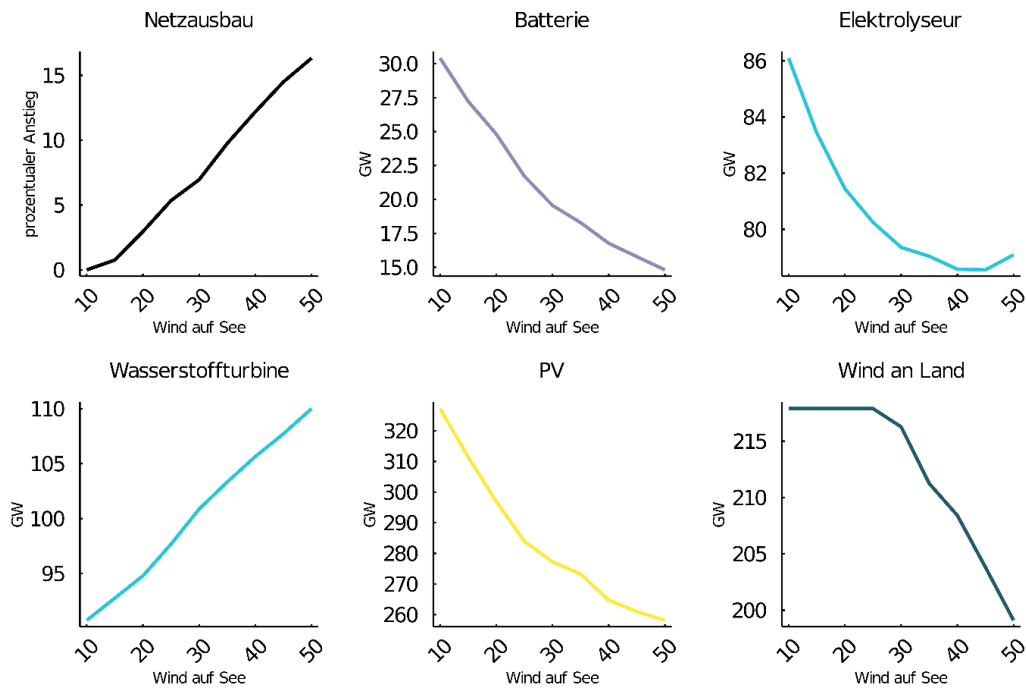 Netzausbau
prozentualer Anstieg
15
10
5
0
10 20 30 40 50
Wind auf See
Batterie
GW
30.0
27.5
25.0
22.5
20.0
17.5
15.0
10 20 30 40 50
Wind auf See
Elektrolyseur
GW
86
84
82
80
10 20 30 40 50
Wind auf See
Wasserstoffturbine
GW
110
105
100
95
10 20 30 40 50
Wind auf See
PV
GW
320
310
300
290
280
270
260
10 20 30 40 50
Wind auf See
Wind an Land
GW
215
210
205
200
10 20 30 40 50
Wind auf See